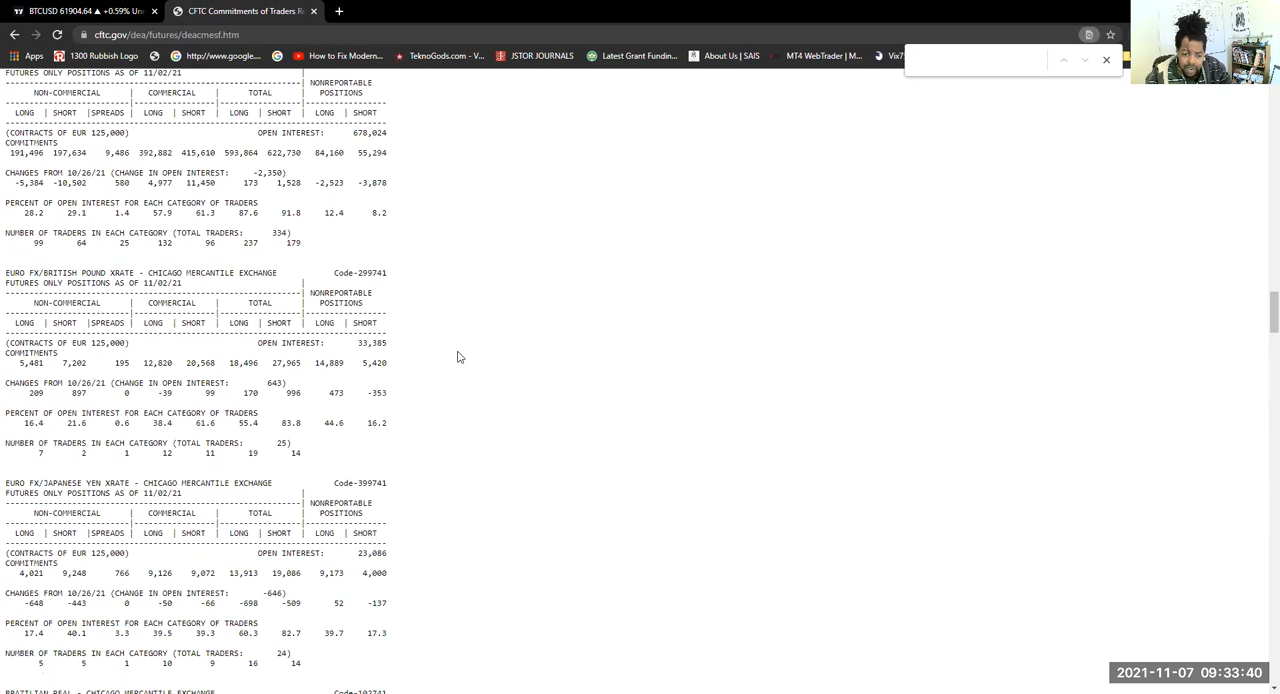 BTCUSD 61904.64 ▲ +0.59% Un
CFTC Commitments of Traders R
cftc.gov/dea/futures/deacmesf.htm
Apps
1300 Rubbish Logo
http://www.google....
How to Fix Modern...
TeknoGods.com - V...
JSTOR JOURNALS
Latest Grant Fundin...
About Us | SAIS
MT4 WebTrader | M...
Vix7
FUTURES ONLY POSITIONS AS OF 11/02/21 |
--------------------------------------------------------------| NONREPORTABLE
NON-COMMERCIAL | COMMERCIAL | TOTAL | POSITIONS
--------------------------|-----------------|-----------------|-----------------
LONG | SHORT |SPREADS| LONG | SHORT | LONG | SHORT | LONG | SHORT
--------------------------------------------------------------------------------
(CONTRACTS OF EUR 125,000) OPEN INTEREST: 678,024
COMMITMENTS
191,496 197,634 9,486 392,882 415,610 593,864 622,730 84,160 55,294
CHANGES FROM 10/26/21 (CHANGE IN OPEN INTEREST: -2,350)
-5,384 -10,502 580 4,977 11,450 173 1,528 -2,523 -3,878
PERCENT OF OPEN INTEREST FOR EACH CATEGORY OF TRADERS
28.2 29.1 1.4 57.9 61.3 87.6 91.8 12.4 8.2
NUMBER OF TRADERS IN EACH CATEGORY (TOTAL TRADERS: 334)
99 64 25 132 96 237 179
EURO FX/BRITISH POUND XRATE - CHICAGO MERCANTILE EXCHANGE Code-299741
FUTURES ONLY POSITIONS AS OF 11/02/21 |
--------------------------------------------------------------| NONREPORTABLE
NON-COMMERCIAL | COMMERCIAL | TOTAL | POSITIONS
--------------------------|-----------------|-----------------|-----------------
LONG | SHORT |SPREADS| LONG | SHORT | LONG | SHORT | LONG | SHORT
--------------------------------------------------------------------------------
(CONTRACTS OF EUR 125,000) OPEN INTEREST: 33,385
COMMITMENTS
5,481 7,202 195 12,820 20,568 18,496 27,965 14,889 5,420
CHANGES FROM 10/26/21 (CHANGE IN OPEN INTEREST: 643)
209 897 0 -39 99 170 996 473 -353
PERCENT OF OPEN INTEREST FOR EACH CATEGORY OF TRADERS
16.4 21.6 0.6 38.4 61.6 55.4 83.8 44.6 16.2
NUMBER OF TRADERS IN EACH CATEGORY (TOTAL TRADERS: 25)
7 2 1 12 11 19 14
EURO FX/JAPANESE YEN XRATE - CHICAGO MERCANTILE EXCHANGE Code-399741
FUTURES ONLY POSITIONS AS OF 11/02/21 |
--------------------------------------------------------------| NONREPORTABLE
NON-COMMERCIAL | COMMERCIAL | TOTAL | POSITIONS
--------------------------|-----------------|-----------------|-----------------
LONG | SHORT |SPREADS| LONG | SHORT | LONG | SHORT | LONG | SHORT
--------------------------------------------------------------------------------
(CONTRACTS OF EUR 125,000) OPEN INTEREST: 23,086
COMMITMENTS
4,021 9,248 766 9,126 9,072 13,913 19,086 9,173 4,000
CHANGES FROM 10/26/21 (CHANGE IN OPEN INTEREST: -646)
-648 -443 0 -50 -66 -698 -509 52 -137
PERCENT OF OPEN INTEREST FOR EACH CATEGORY OF TRADERS
17.4 40.1 3.3 39.5 39.3 60.3 82.7 39.7 17.3
NUMBER OF TRADERS IN EACH CATEGORY (TOTAL TRADERS: 24)
5 5 1 10 9 16 14
BRAZILIAN REAL - CHICAGO MERCANTILE EXCHANGE Code-102741
2021-11-07 09:33:40